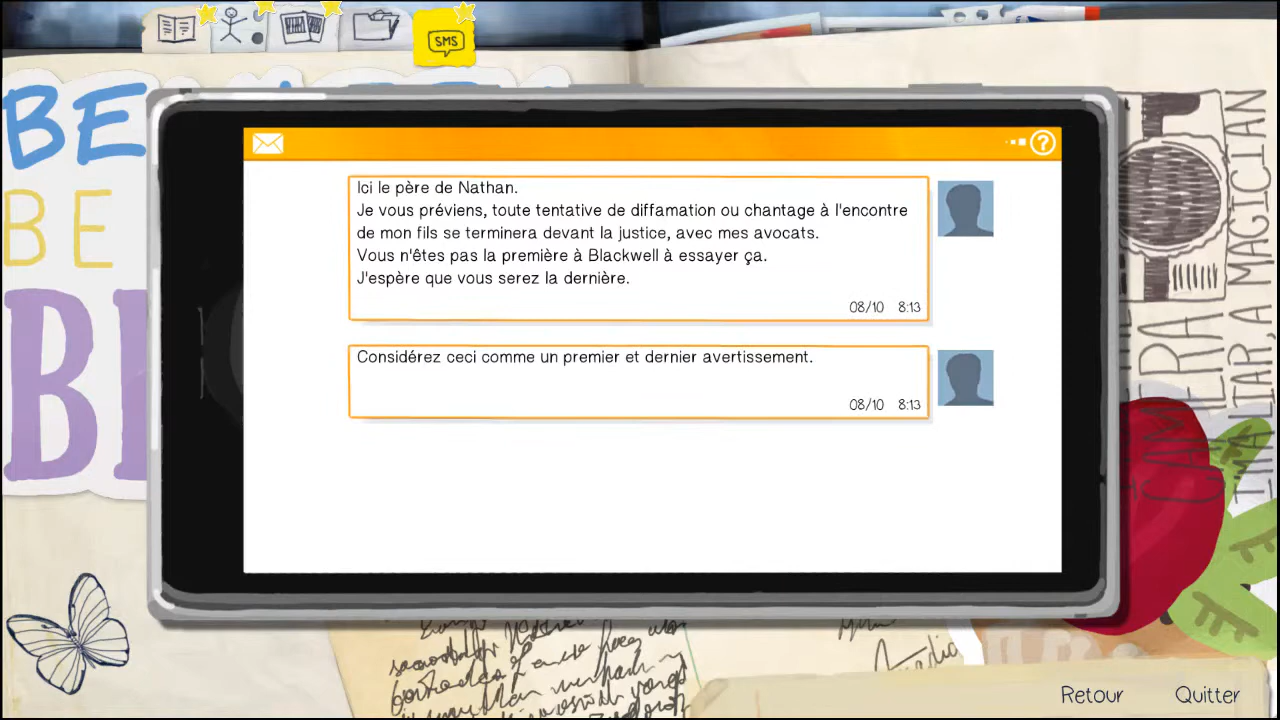 SMS
BE
BE
Ici le père de Nathan.
Je vous préviens, toute tentative de diffamation ou chantage à l'encontre
de mon fils se terminera devant la justice, avec mes avocats.
Vous n'êtes pas la première à Blackwell à essayer ça.
J'espère que vous serez la dernière.
08/10 8:13
Considérez ceci comme un premier et dernier avertissement.
08/10 8:13
CAMERA
I'M A LIAR, A MAGICIAN
Retour Quitter